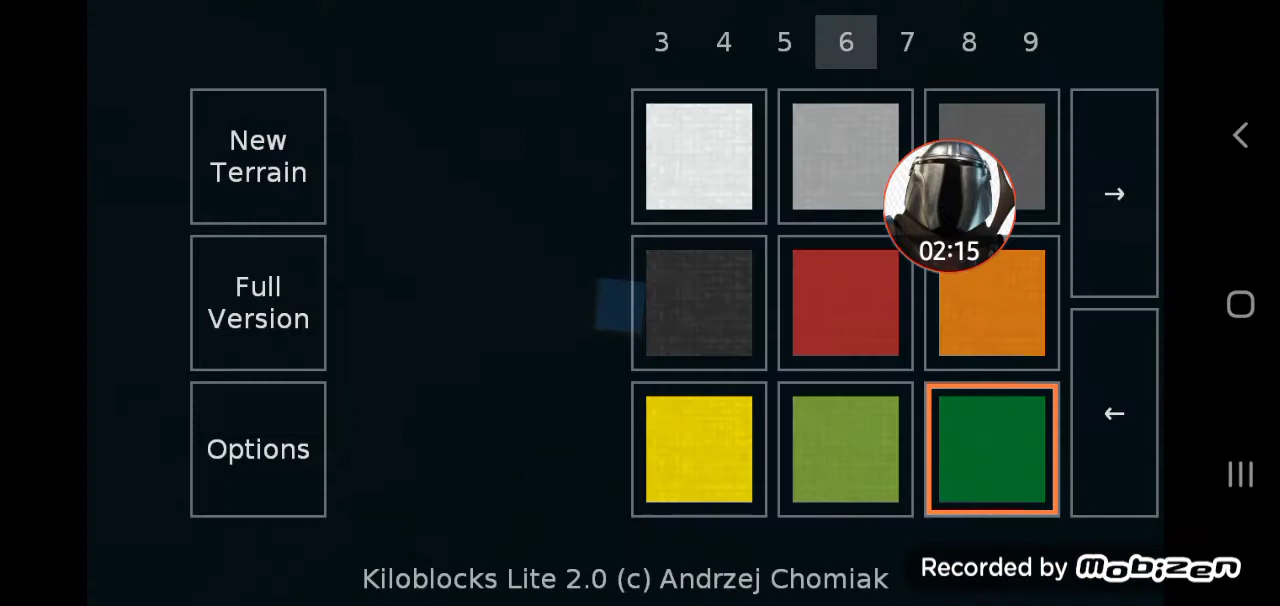 3 4 5 6 7 8 9
New
Terrain
→
02:15
Full
Version
←
Options
Kiloblocks Lite 2.0 (c) Andrzej Chomiak
Recorded by Mobizen